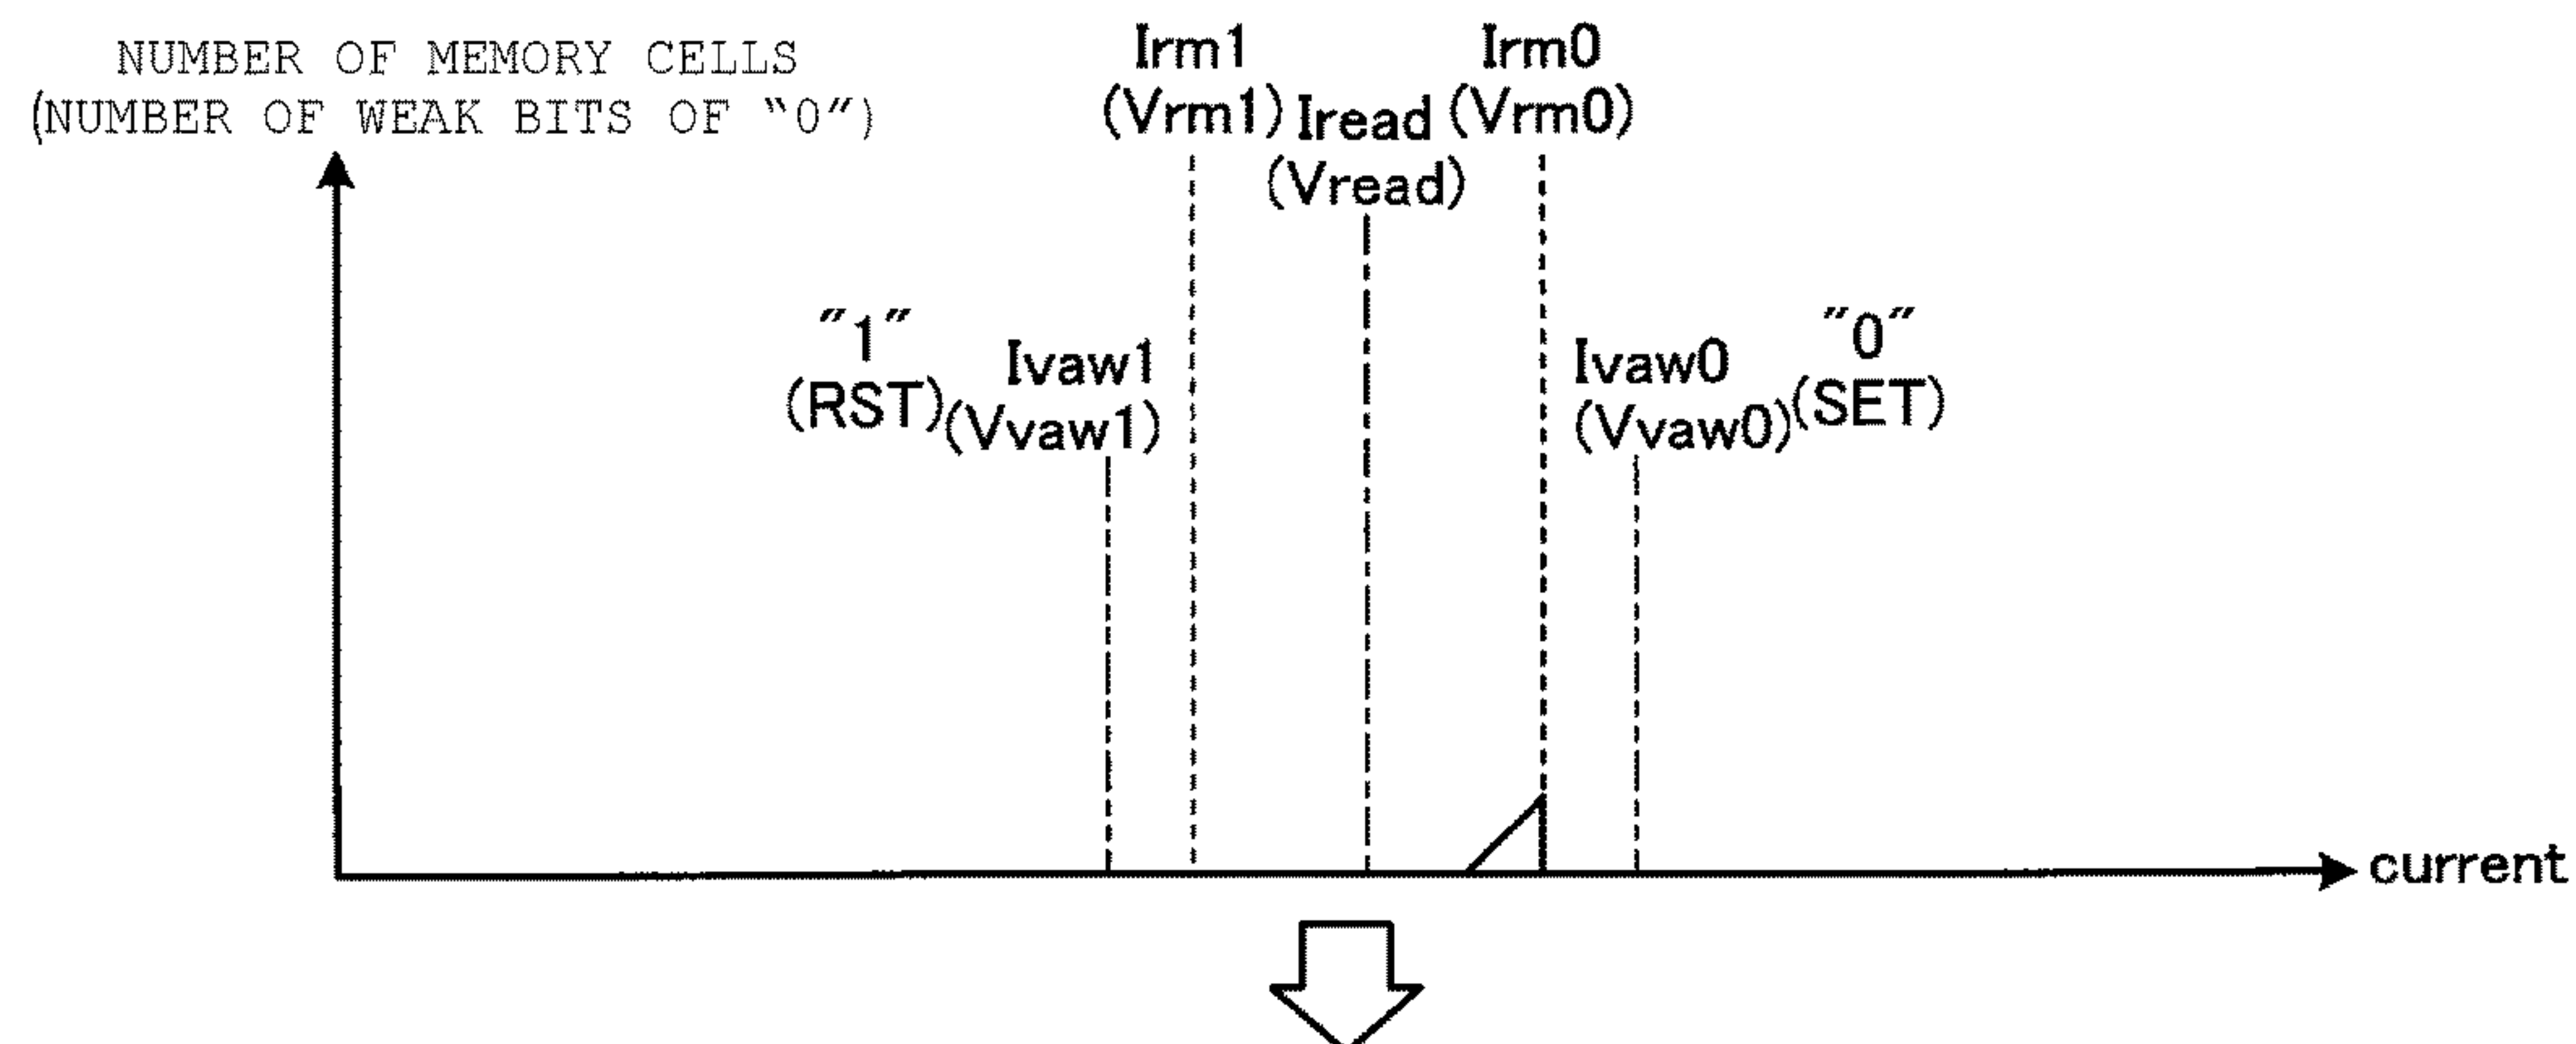 NUMBER OF MEMORY CELLS
(NUMBER OF WEAK BITS OF “0”)
Irm1
(Vrm1)
Iread
(Vread)
Irm0
(Vrm0)
"1"
(RST)
Ivaw1
(Vvaw1)
Ivaw0
(Vvaw0)
"0"
(SET)
current